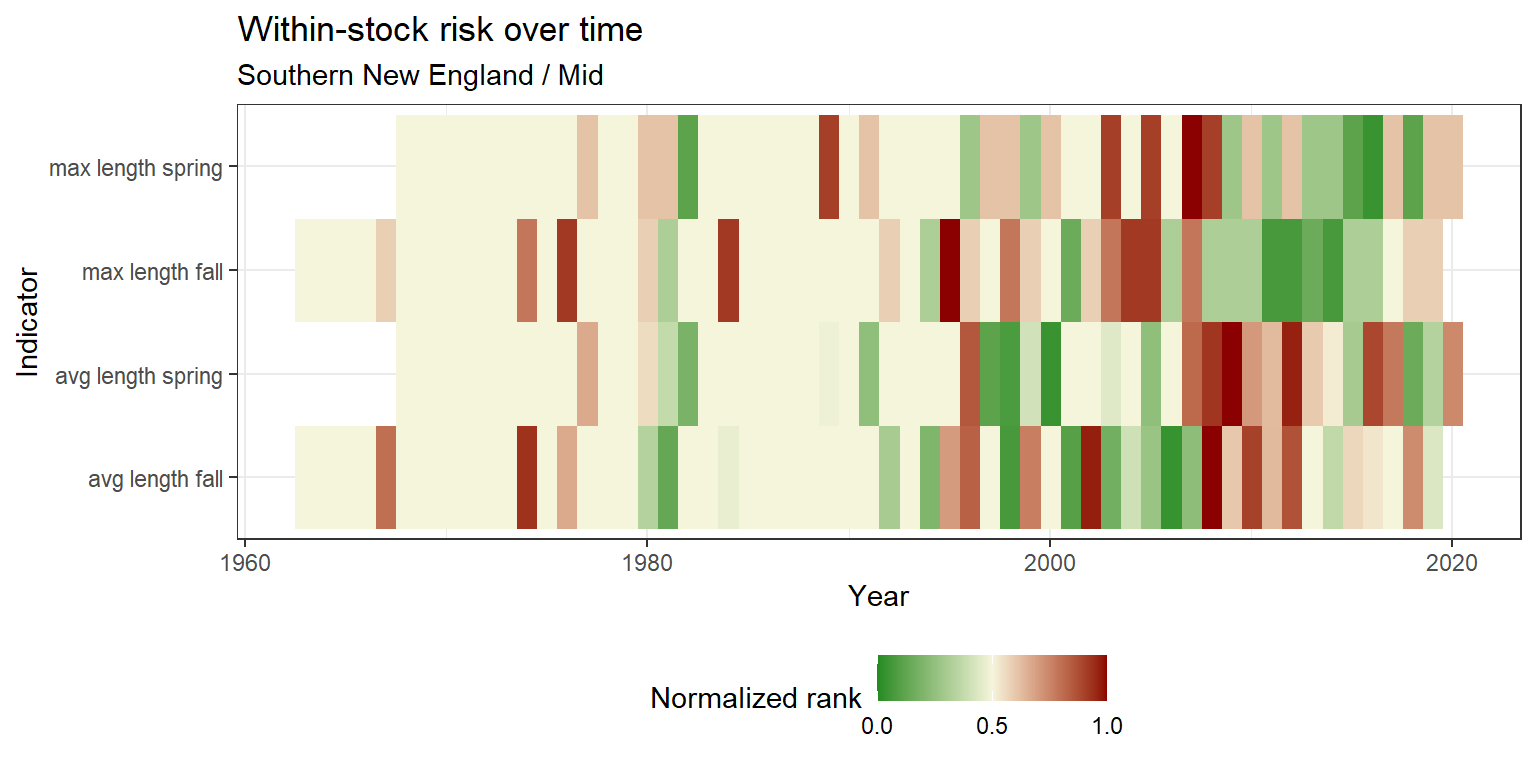 Within-stock risk over time
Southern New England / Mid
Indicator
max length spring
max length fall
avg length spring
avg length fall
1960 1980 2000 2020
Year
Normalized rank
0.0 0.5 1.0